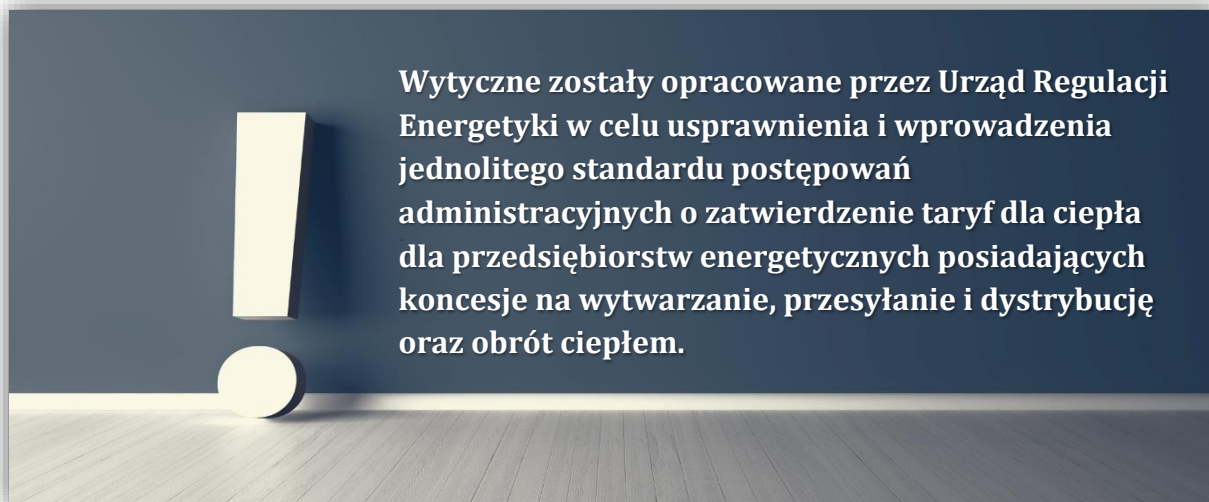 Wytyczne zostały opracowane przez Urząd Regulacji
Energetyki w celu usprawnienia i wprowadzenia
jednolitego standardu postępowań
administracyjnych o zatwierdzenie taryf dla ciepła
dla przedsiębiorstw energetycznych posiadających
koncesje na wytwarzanie, przesyłanie i dystrybucję
oraz obrót ciepłem.